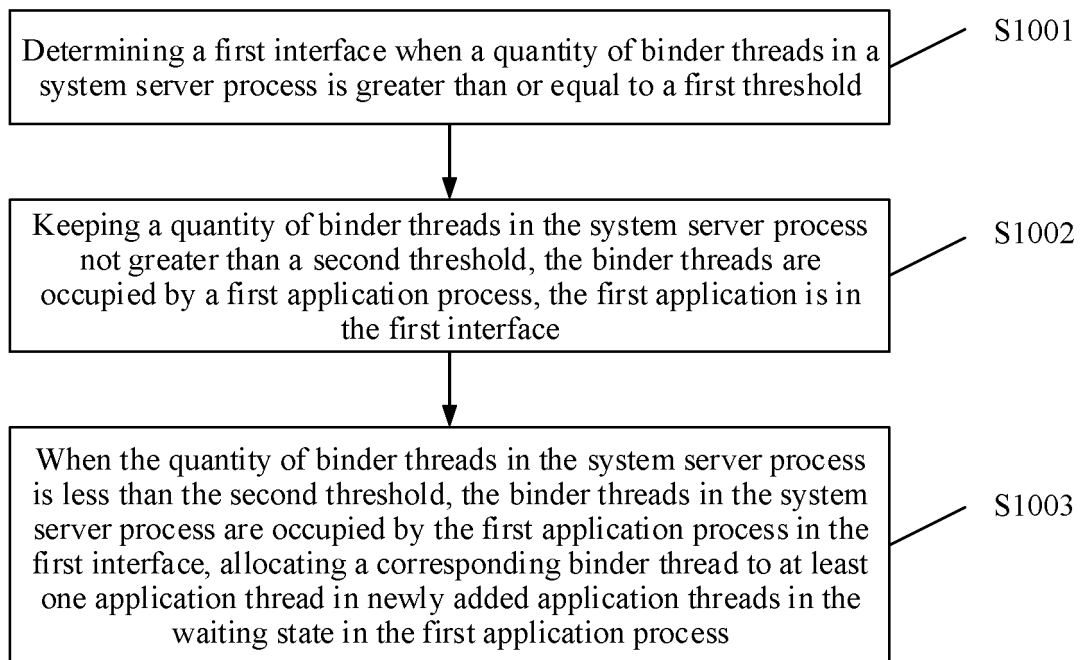 Determining a first interface when a quantity of binder threads in a
system server process is greater than or equal to a first threshold
S1001
Keeping a quantity of binder threads in the system server process
not greater than a second threshold, the binder threads are
occupied by a first application process, the first application is in
the first interface
S1002
When the quantity of binder threads in the system server process
is less than the second threshold, the binder threads in the system
server process are occupied by the first application process in the
first interface, allocating a corresponding binder thread to at least
one application thread in newly added application threads in the
waiting state in the first application process
S1003